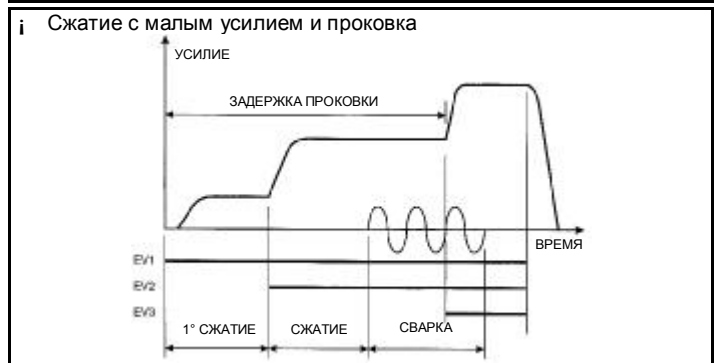 i Сжатие с малым усилием и проковка
УСИЛИЕ
ЗАДЕРЖКА ПРОКОВКИ
ВРЕМЯ
EV1
EV2
EV3
1° СЖАТИЕ СЖАТИЕ СВАРКА